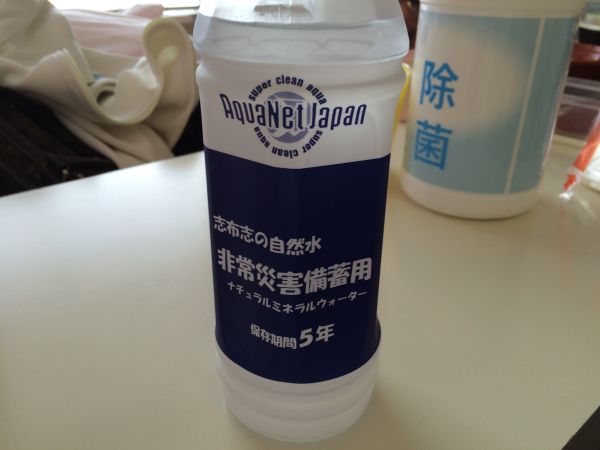 super clean aqua
AquaNetJapan
super clean aqua
志布志の自然水
非常災害備蓄用
ナチュラルミネラルウォーター
保存期間5年
除菌